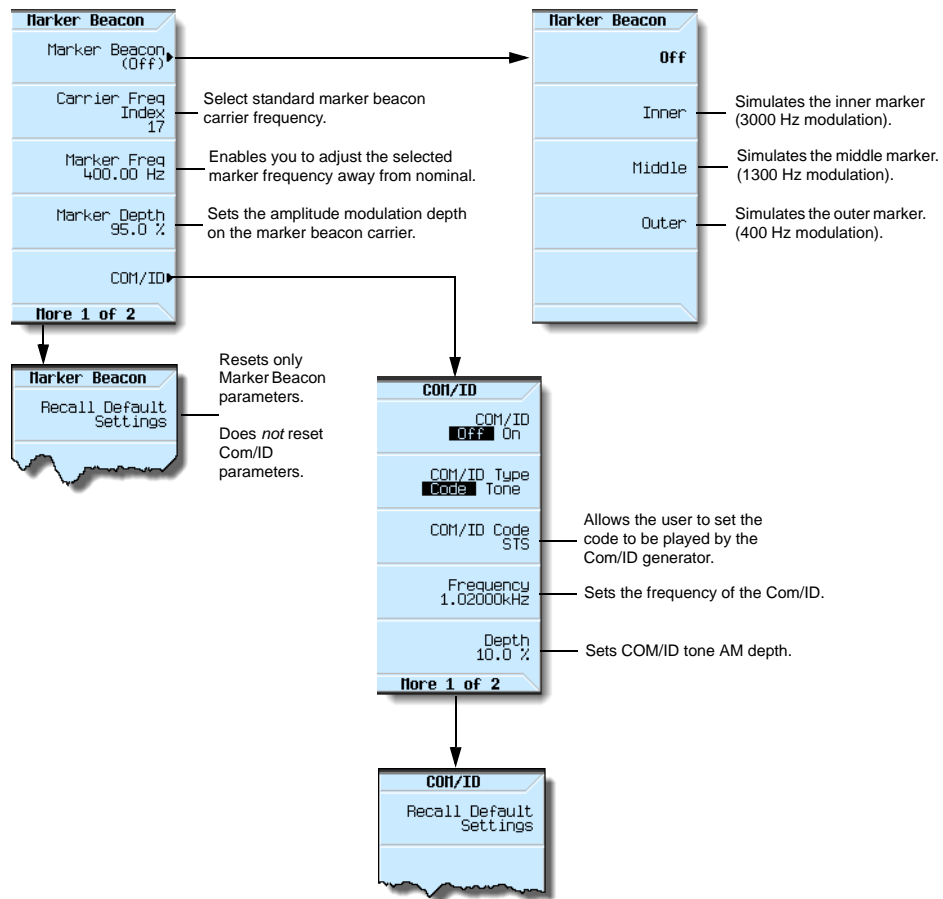 Marker Beacon
Marker Beacon
(Off)
Carrier Freq
Index
17
Marker Freq
400.00 Hz
Marker Depth
95.0 %
COM/ID
More 1 of 2
Select standard marker beacon
carrier frequency.
Enables you to adjust the selected
marker frequency away from nominal.
Sets the amplitude modulation depth
on the marker beacon carrier.
Marker Beacon
Off
Inner
Middle
Outer
Simulates the inner marker
(3000 Hz modulation).
Simulates the middle marker.
(1300 Hz modulation).
Simulates the outer marker.
(400 Hz modulation).
Marker Beacon
Recall Default
Settings
Resets only
Marker Beacon
parameters.
Does not reset
Com/ID
parameters.
COM/ID
COM/ID
Off On
COM/ID Type
Code Tone
COM/ID Code
STS
Frequency
1.02000kHz
Depth
10.0 %
More 1 of 2
Allows the user to set the
code to be played by the
Com/ID generator.
Sets the frequency of the Com/ID.
Sets COM/ID tone AM depth.
COM/ID
Recall Default
Settings